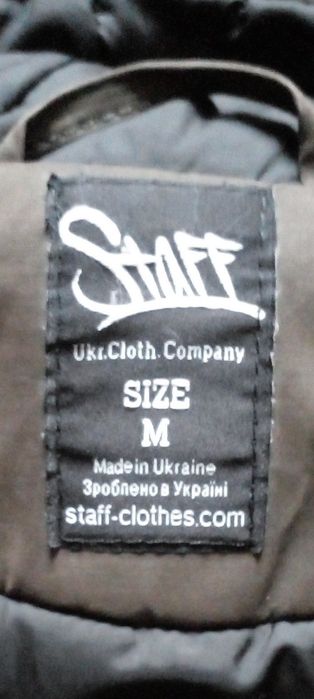 Staff
Ukr.Cloth.Company
SIZE
M
Made in Ukraine
Зроблено в Україні
staff-clothes.com